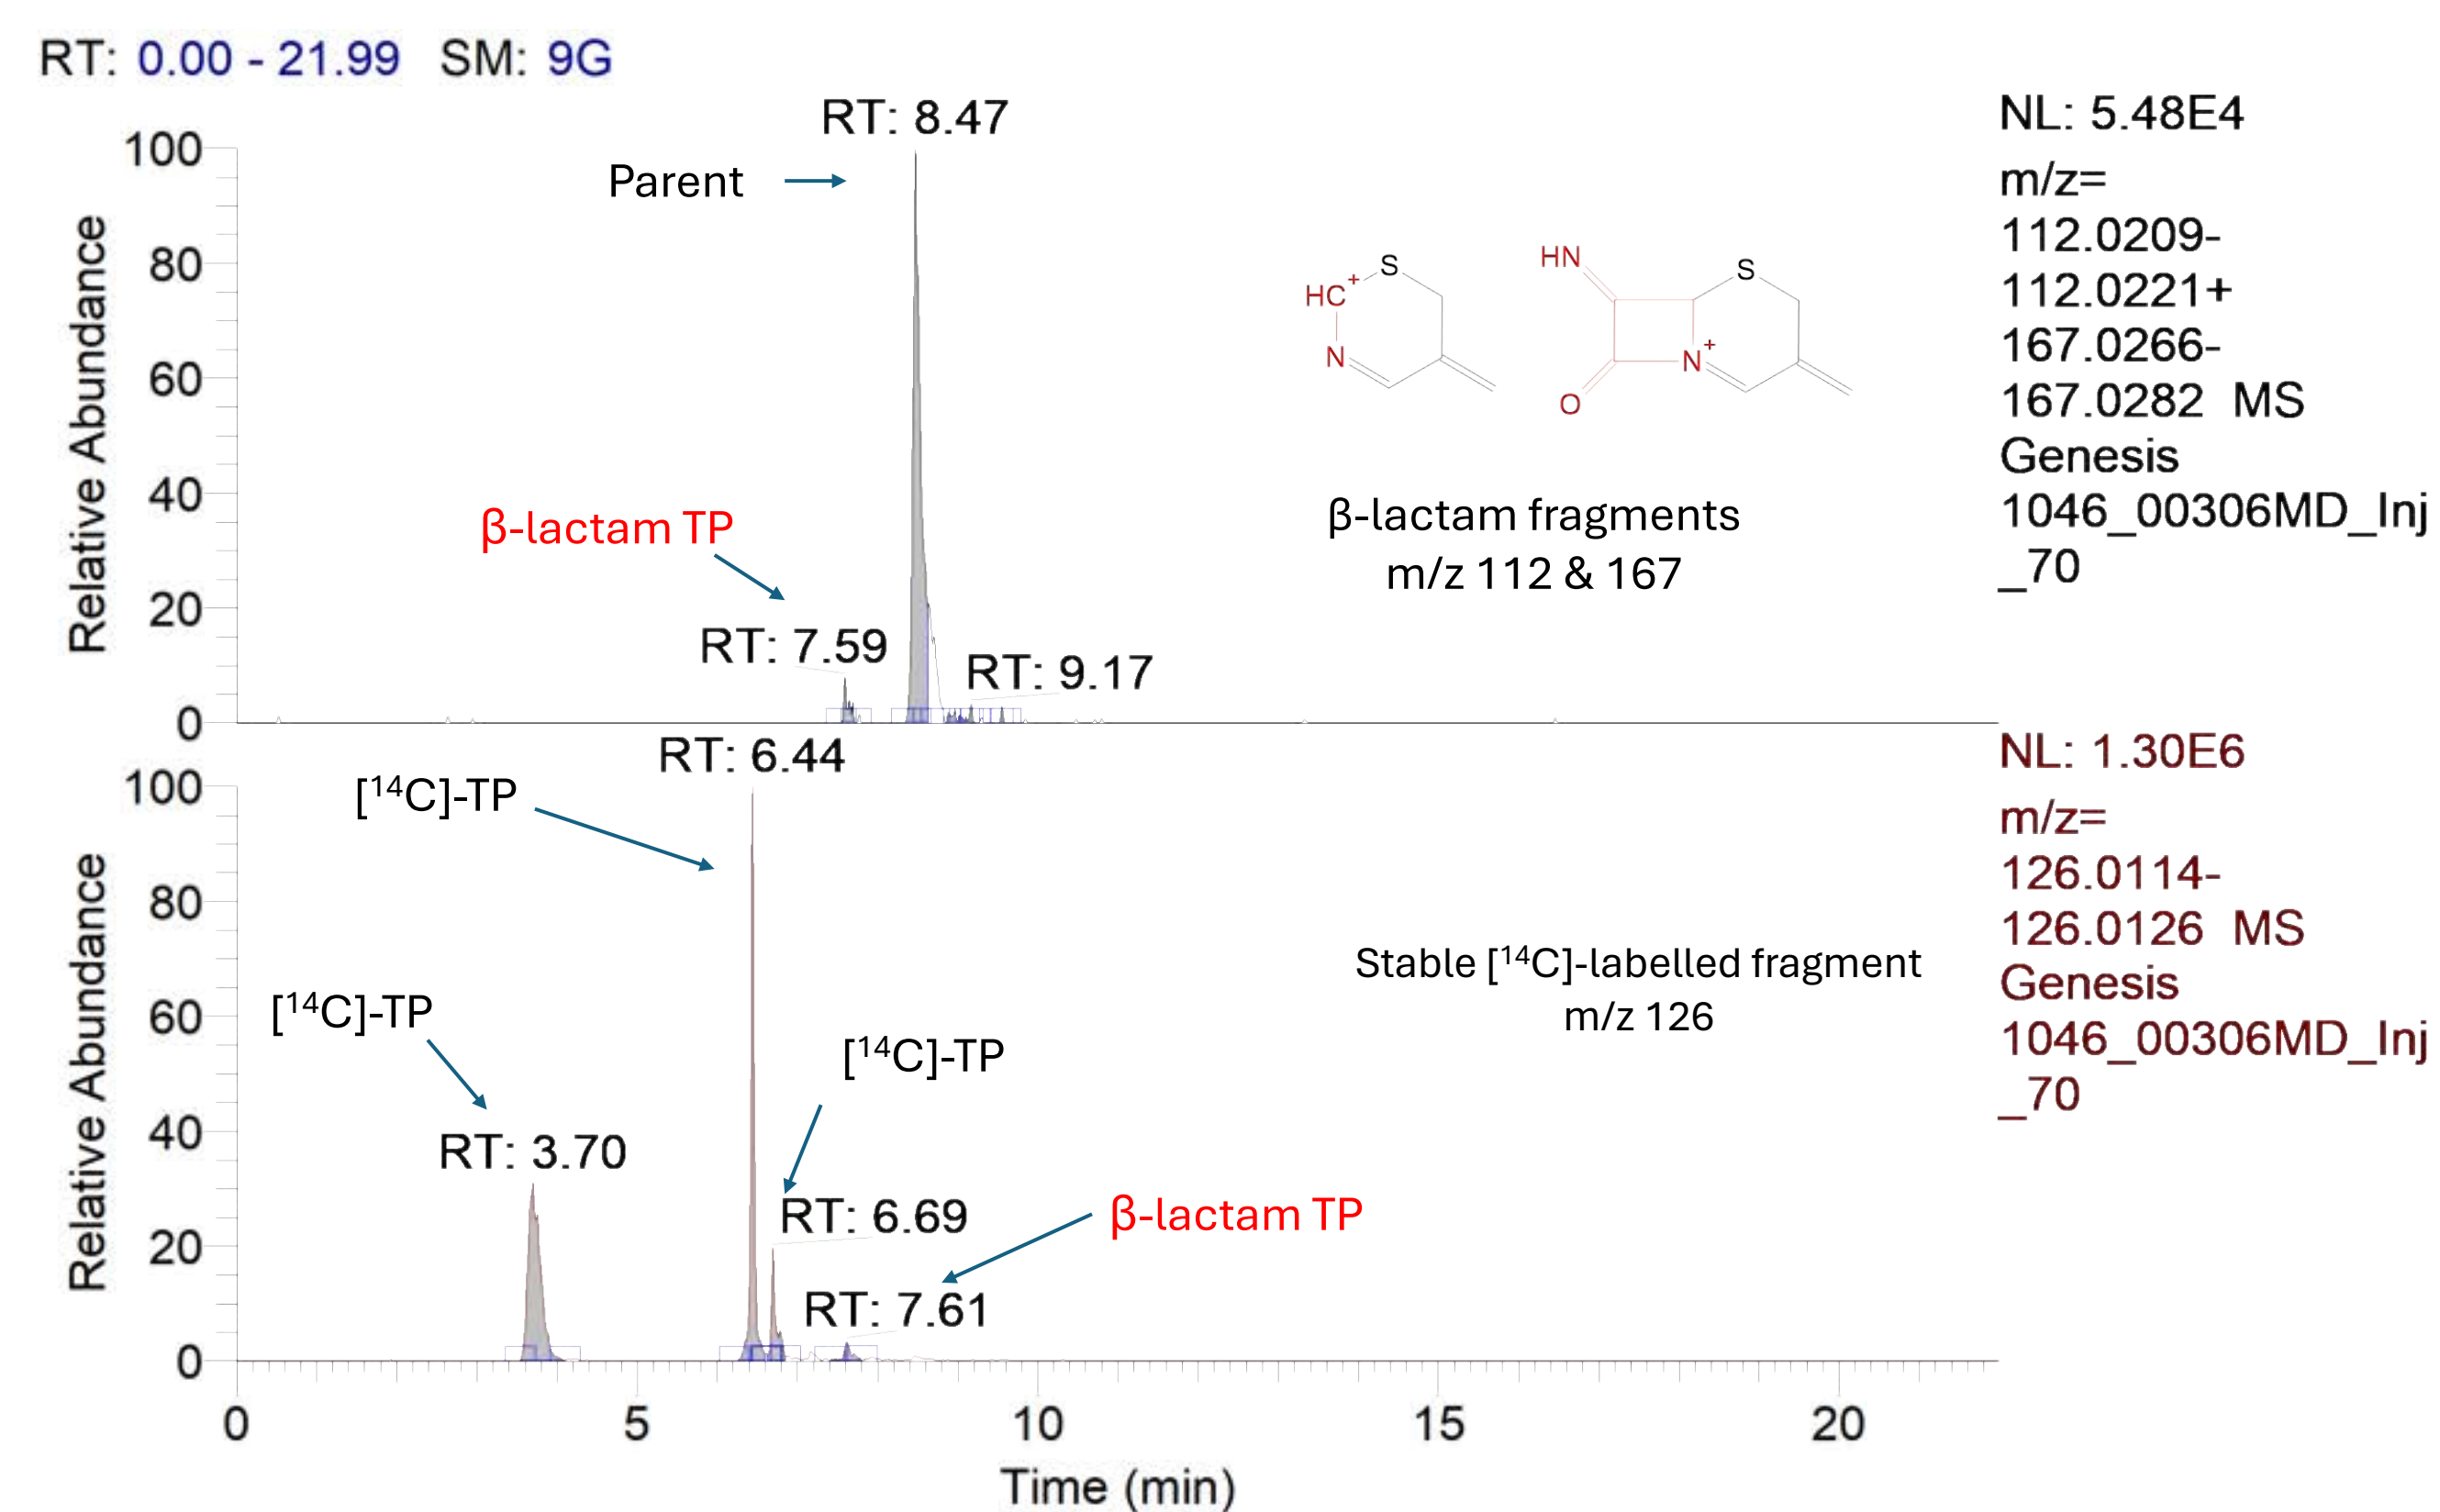 RT: 0.00 - 21.99 SM: 9G
RT: 8.47
Parent
β-lactam TP
RT: 7.59
RT: 9.17
100
80
60
40
20
0
Relative Abundance
HC+
S
N
HN
S
N+
O
β-lactam fragments
m/z 112 & 167
NL: 5.48E4
m/z=
112.0209-
112.0221+
167.0266-
167.0282 MS
Genesis
1046_00306MD_Inj
_70
RT: 6.44
[14C]-TP
[14C]-TP
RT: 3.70
[14C]-TP
RT: 6.69
β-lactam TP
RT: 7.61
100
80
60
40
20
0
Relative Abundance
Stable [14C]-labelled fragment
m/z 126
NL: 1.30E6
m/z=
126.0114-
126.0126 MS
Genesis
1046_00306MD_Inj
_70
0 5 10 15 20
Time (min)